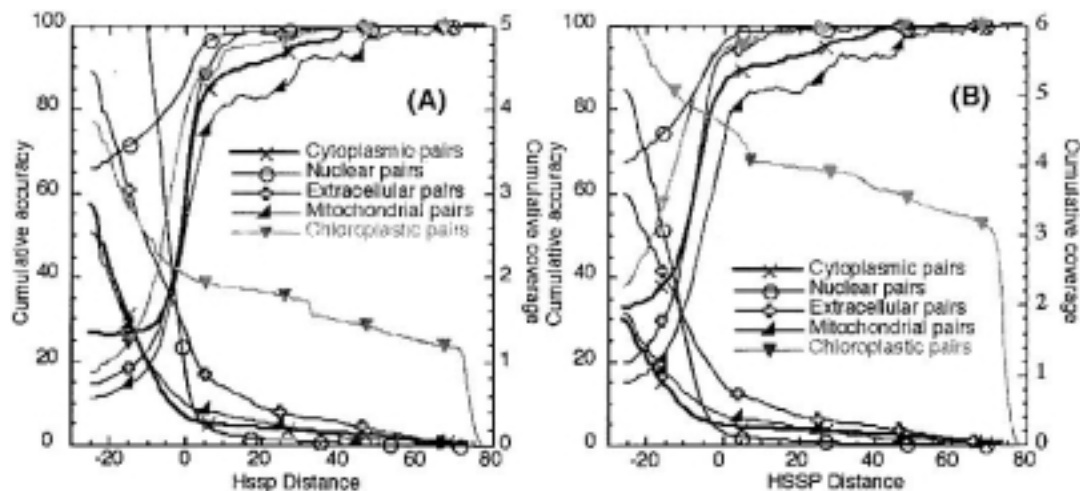 100
80
60
40
20
0
Cumulative accuracy
(A)
Cytoplasmic pairs
Nuclear pairs
Extracellular pairs
Mitochondrial pairs
Chloroplastic pairs
5
4
3
2
1
0
Cumulative coverage
-20 0 20 40 60 80
Hssp Distance
100
80
60
40
20
0
Cumulative accuracy
(B)
Cytoplasmic pairs
Nuclear pairs
Extracellular pairs
Mitochondrial pairs
Chloroplastic pairs
6
5
4
3
2
1
0
Cumulative coverage
-20 0 20 40 60 80
HSSP Distance